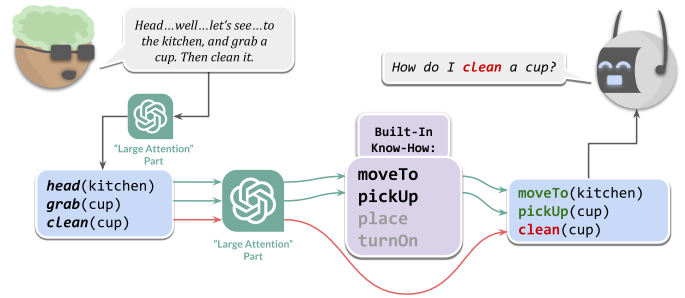 Head…well…let's see…to
the kitchen, and grab a
cup. Then clean it.
How do I clean a cup?
"Large Attention"
Part
Built-In
Know-How:
head(kitchen)
grab(cup)
clean(cup)
moveTo
pickUp
place
turnOn
moveTo(kitchen)
pickUp(cup)
clean(cup)
"Large Attention"
Part